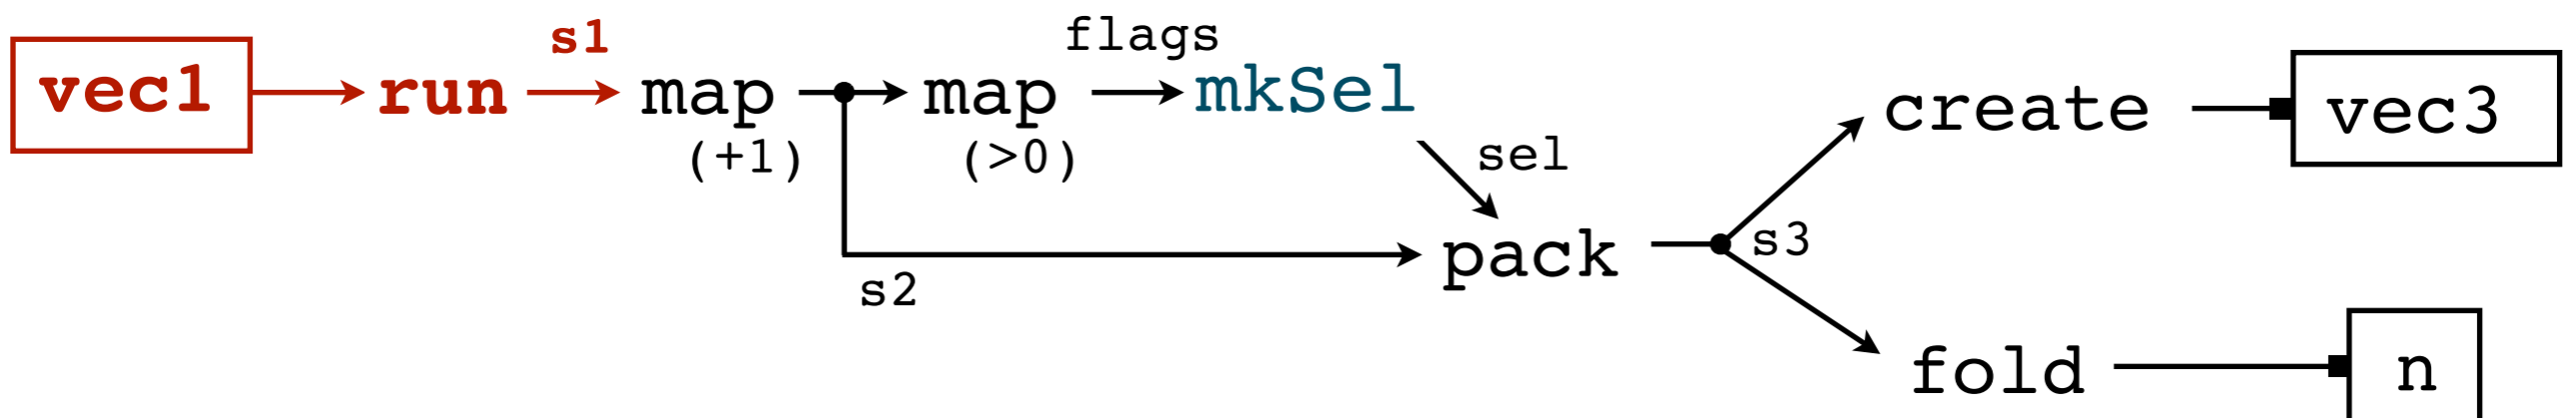 s1 flags
vec1 run map map mkSel create vec3
(+1) (>0) sel
s2 pack s3
fold n